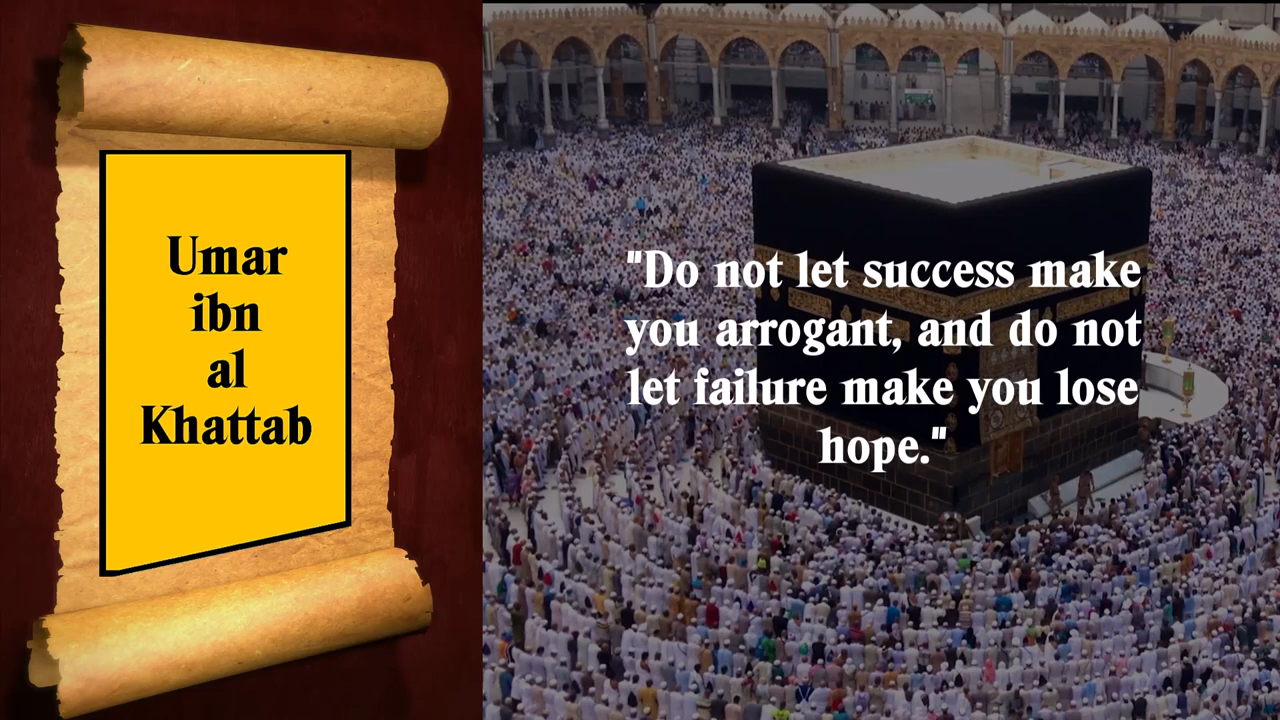 Umar
ibn
al
Khattab
"Do not let success make
you arrogant, and do not
let failure make you lose
hope."